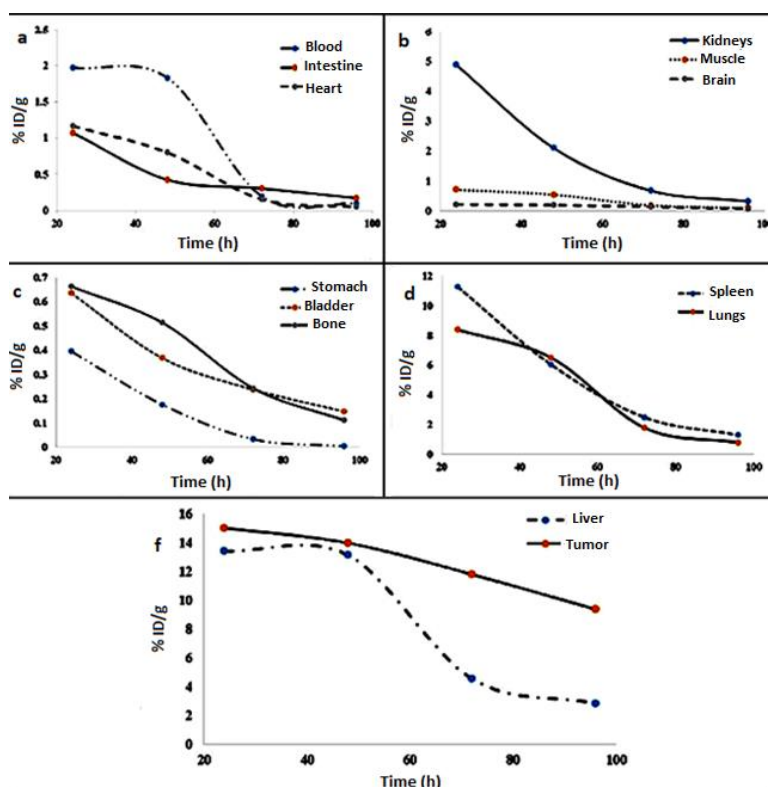 a
2.5
2
1.5
1
0.5
0
20
40
60
80
100
% ID/g
Time (h)
Blood
Intestine
Heart
b
6
5
4
3
2
1
0
20
40
60
80
100
% ID/g
Time (h)
Kidneys
Muscle
Brain
c
0.7
0.6
0.5
0.4
0.3
0.2
0.1
0
20
40
60
80
100
% ID/g
Time (h)
Stomach
Bladder
Bone
d
12
10
8
6
4
2
0
20
40
60
80
100
% ID/g
Time (h)
Spleen
Lungs
f
16
14
12
10
8
6
4
2
0
20
40
60
80
100
% ID/g
Time (h)
Liver
Tumor